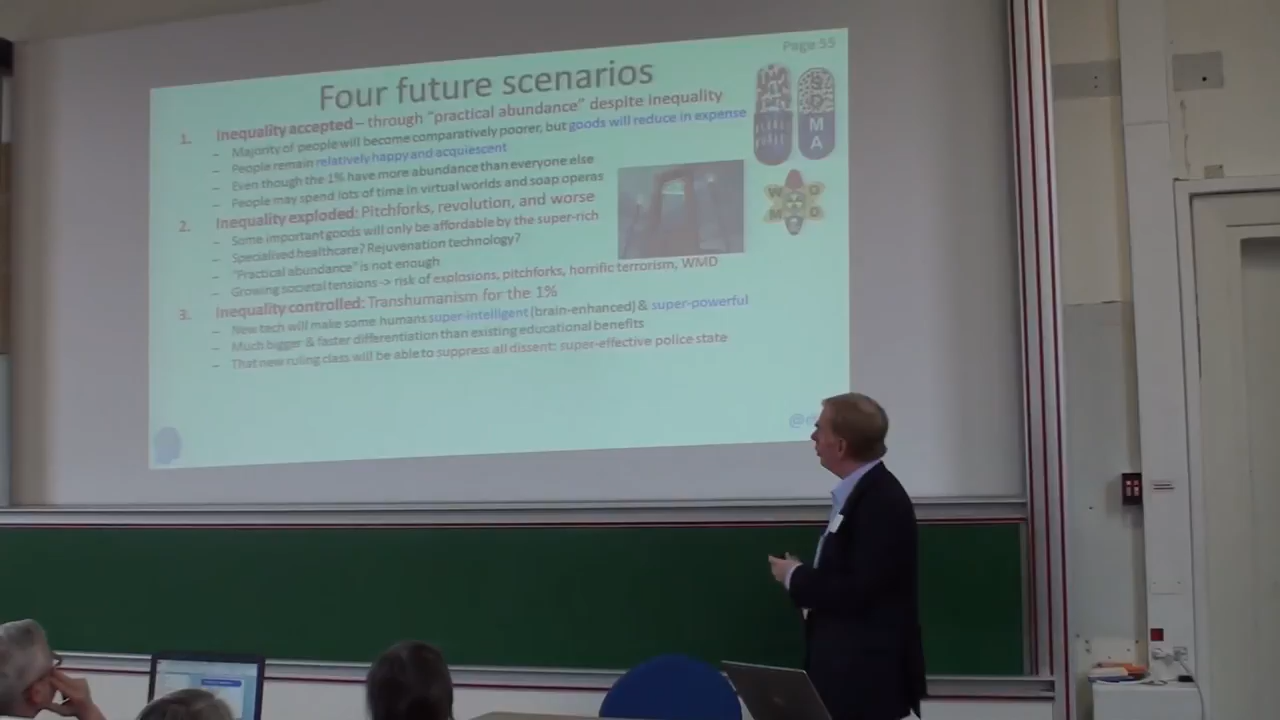 Page 55
Four future scenarios
1. Inequality accepted – through “practical abundance” despite inequality
– Majority of people will become comparatively poorer, but goods will reduce in expense
– People remain relatively happy and acquiescent
– Even though the 1% have more abundance than everyone else
– People may spend lots of time in virtual worlds and soap operas
2. Inequality exploded: Pitchforks, revolution, and worse
– Some important goods will only be affordable by the super-rich
– Specialised healthcare? Rejuvenation technology?
– “Practical abundance” is not enough
– Growing societal tensions -> risk of explosions, pitchforks, horrific terrorism, WMD
3. Inequality controlled: Transhumanism for the 1%
– New tech will make some humans super-intelligent (brain-enhanced) & super-powerful
– Much bigger & faster differentiation than existing educational benefits
– That new ruling class will be able to suppress all dissent: super-effective police state